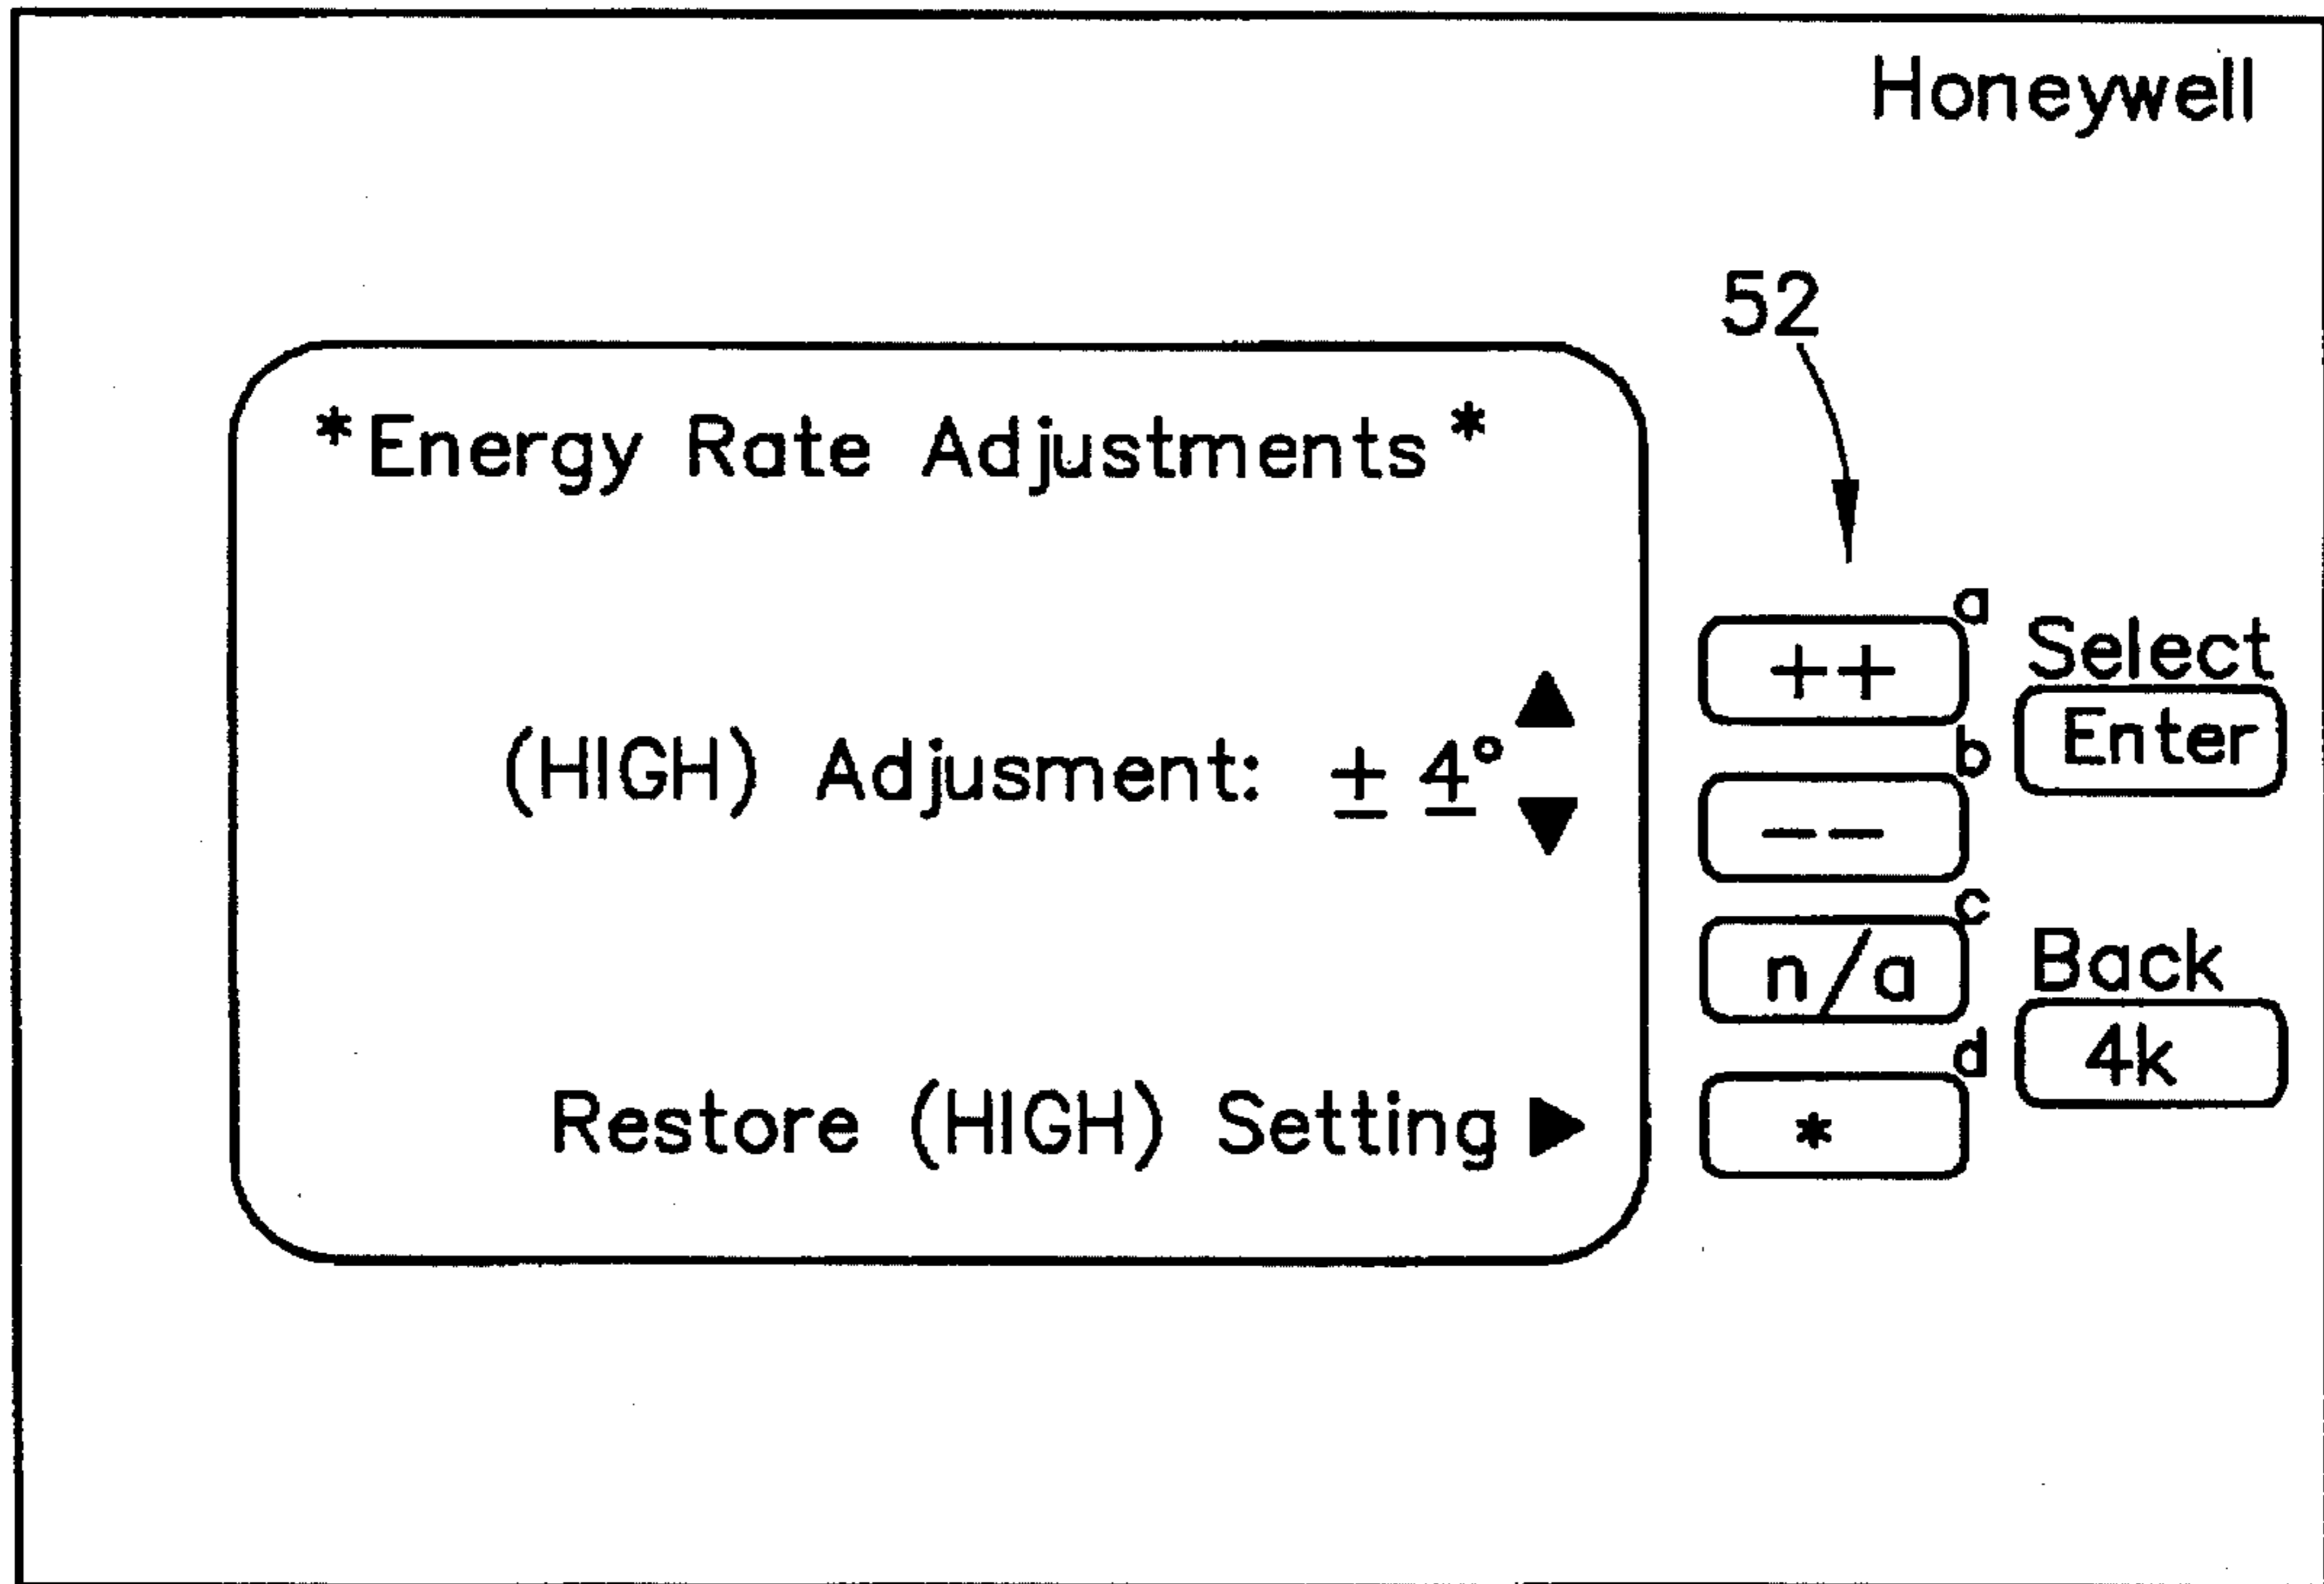 Honeywell
52
*Energy Rate Adjustments*
(HIGH) Adjusment: ± 4° ▲▼
Restore (HIGH) Setting ▶
a
++
b
--
c
n/a
d
*
Select
Enter
Back
4k